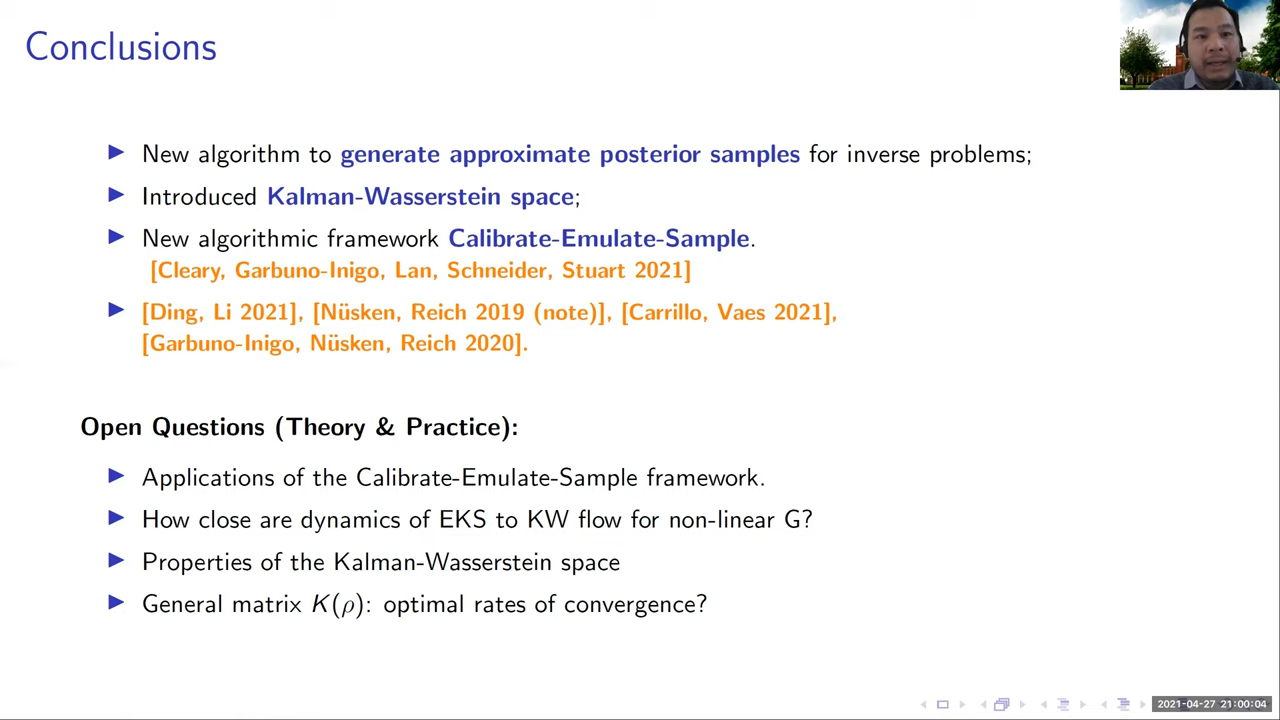 Conclusions
New algorithm to generate approximate posterior samples for inverse problems;
Introduced Kalman-Wasserstein space;
New algorithmic framework Calibrate-Emulate-Sample.
[Cleary, Garbuno-Inigo, Lan, Schneider, Stuart 2021]
[Ding, Li 2021], [Nüsken, Reich 2019 (note)], [Carrillo, Vaes 2021],
[Garbuno-Inigo, Nüsken, Reich 2020].
Open Questions (Theory & Practice):
Applications of the Calibrate-Emulate-Sample framework.
How close are dynamics of EKS to KW flow for non-linear G?
Properties of the Kalman-Wasserstein space
General matrix K(ρ): optimal rates of convergence?
2021-04-27 21:00:04